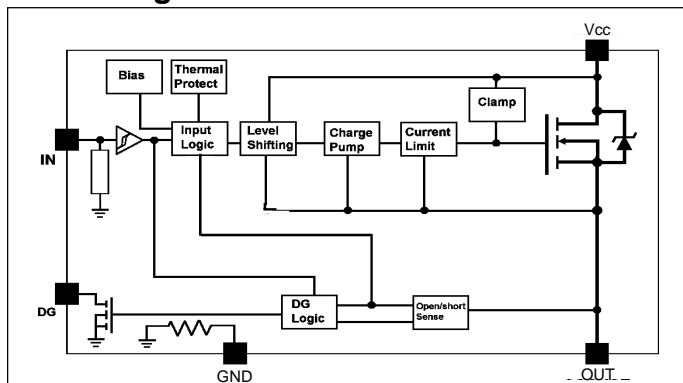 Vcc
Bias
Thermal
Protect
Clamp
Input
Logic
Level
Shifting
Charge
Pump
Current
Limit
IN
DG
DG
Logic
Open/short
Sense
GND
OUT